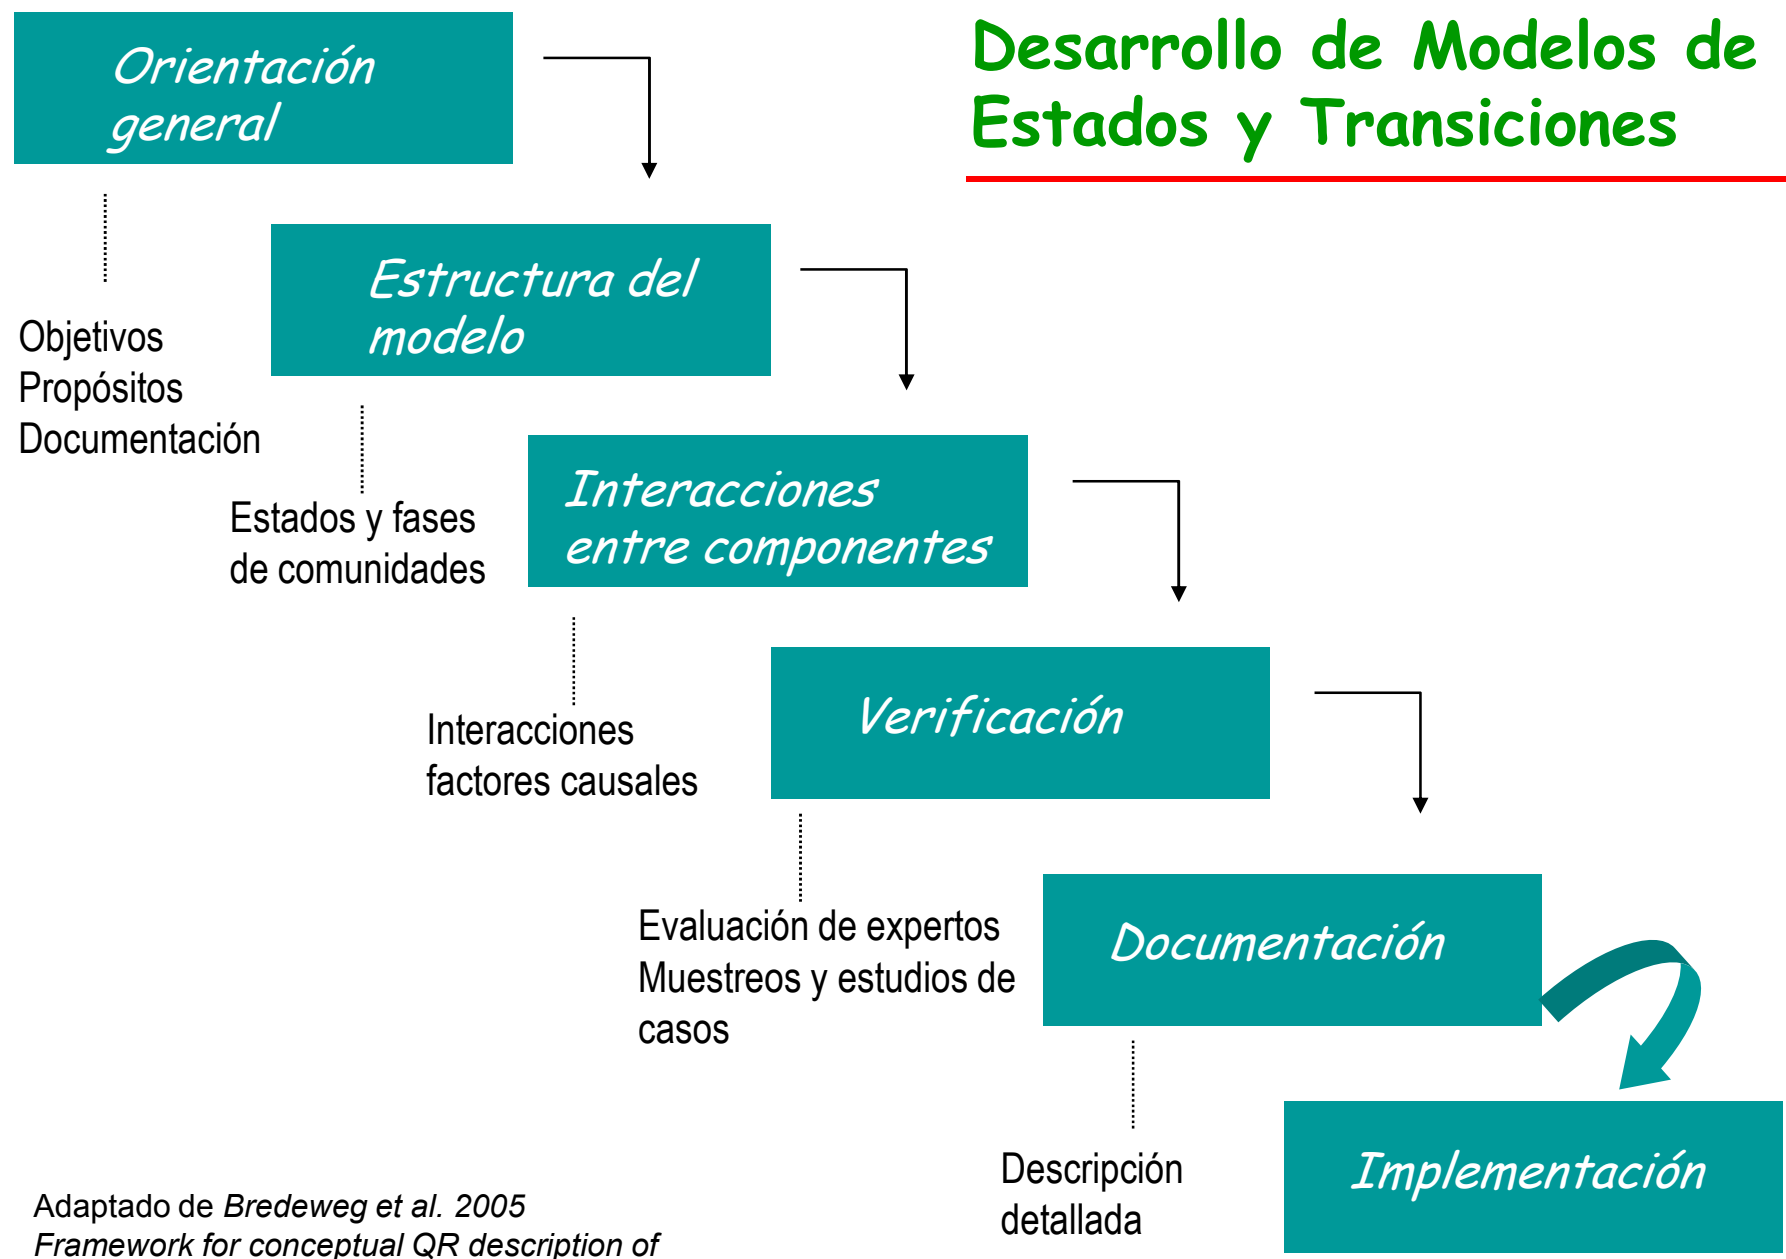 Desarrollo de Modelos de
Estados y Transiciones
Orientación
general
Objetivos
Propósitos
Documentación
Estructura del
modelo
Estados y fases
de comunidades
Interacciones
entre componentes
Interacciones
factores causales
Verificación
Evaluación de expertos
Muestreos y estudios de
casos
Documentación
Descripción
detallada
Implementación
Adaptado de Bredeweg et al. 2005
Framework for conceptual QR description of